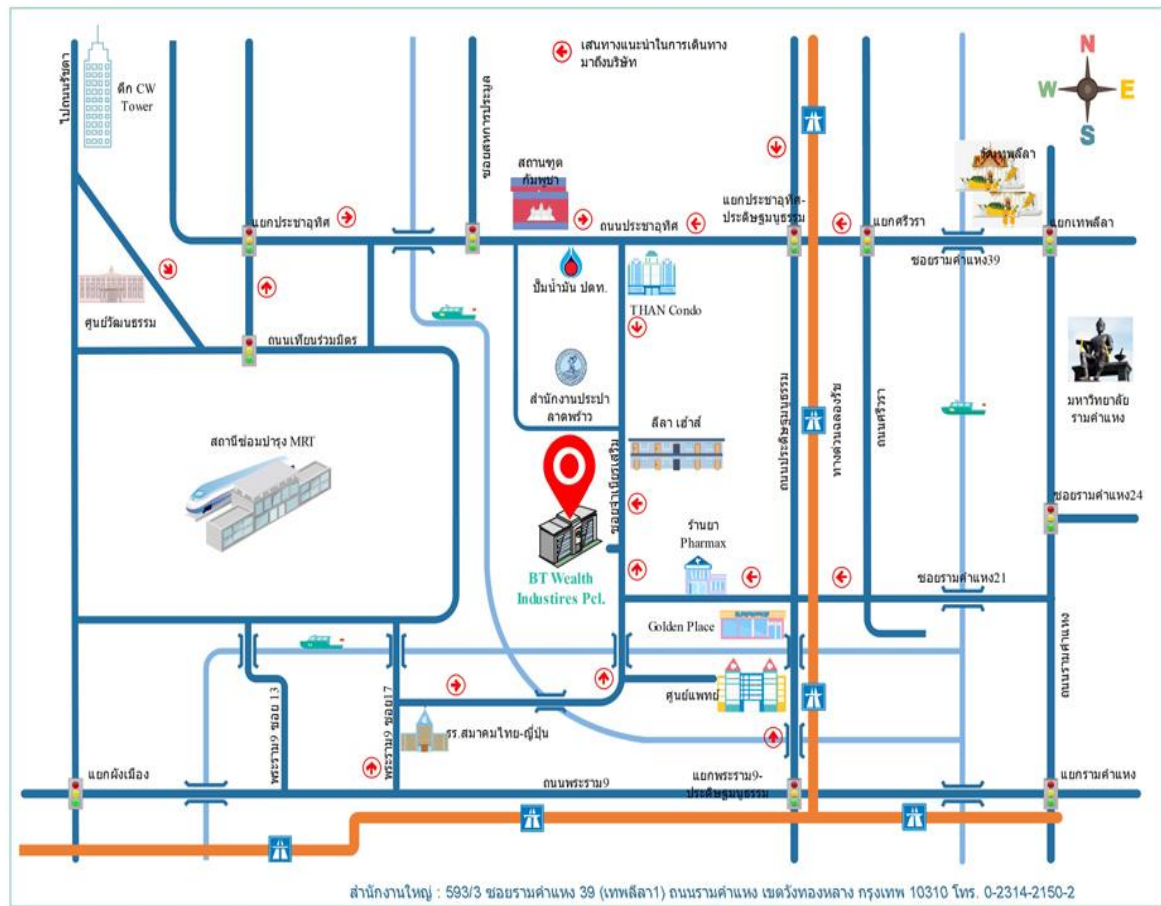 เส้นทางแนะนำในการเดินทาง
มาถึงบริษัท
N
W
E
S
ไปถนนรัชดา
ตึก CW
Tower
ซอยสหการประมูล
สถานทูต
กัมพูชา
วัดเทพลีลา
แยกประชาอุทิศ
ถนนประชาอุทิศ
แยกประชาอุทิศ-
ประดิษฐมนูธรรม
แยกศรีวรา
แยกเทพลีลา
ซอยรามคำแหง39
ปั๊มน้ำมัน ปตท.
THAN Condo
ศูนย์วัฒนธรรม
ถนนเทียนร่วมมิตร
สำนักงานประปา
ลาดพร้าว
ลีลา เฮ้าส์
ถนนประดิษฐมนูธรรม
ทางด่วนฉลองรัช
ถนนศรีวรา
มหาวิทยาลัย
รามคำแหง
สถานีซ่อมบำรุง MRT
ซอยจำเนียรเสริม
ซอยรามคำแหง24
ร้านยา
Pharmax
BT Wealth
Industires Pcl.
ซอยรามคำแหง21
Golden Place
ถนนรามคำแหง
ศูนย์แพทย์
พระราม9 ซอย 13
พระราม9 ซอย17
รร.สมาคมไทย-ญี่ปุ่น
แยกผังเมือง
ถนนพระราม9
แยกพระราม9-
ประดิษฐมนูธรรม
แยกรามคำแหง
สำนักงานใหญ่ : 593/3 ซอยรามคำแหง 39 (เทพลีลา1) ถนนรามคำแหง เขตวังทองหลาง กรุงเทพ 10310 โทร. 0-2314-2150-2